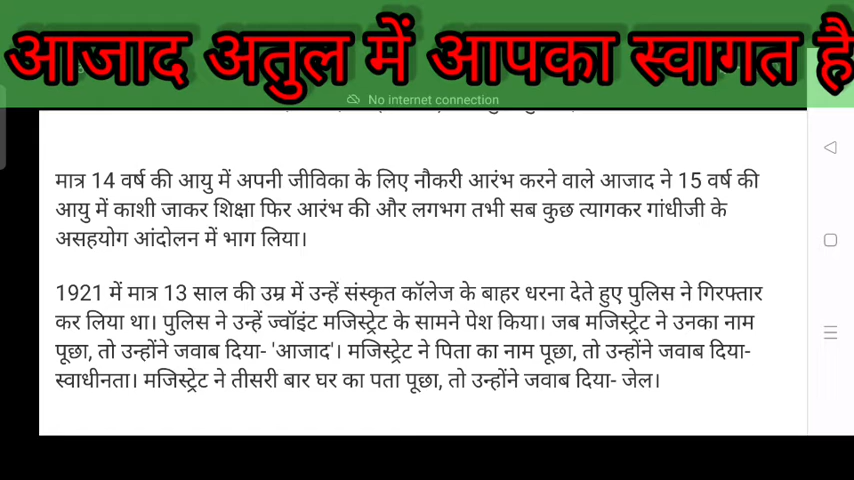 आजाद अतुल में आपका स्वागत है
No internet connection
मात्र 14 वर्ष की आयु में अपनी जीविका के लिए नौकरी आरंभ करने वाले आजाद ने 15 वर्ष की
आयु में काशी जाकर शिक्षा फिर आरंभ की और लगभग तभी सब कुछ त्यागकर गांधीजी के
असहयोग आंदोलन में भाग लिया।
1921 में मात्र 13 साल की उम्र में उन्हें संस्कृत कॉलेज के बाहर धरना देते हुए पुलिस ने गिरफ्तार
कर लिया था। पुलिस ने उन्हें ज्वॉइंट मजिस्ट्रेट के सामने पेश किया। जब मजिस्ट्रेट ने उनका नाम
पूछा, तो उन्होंने जवाब दिया- 'आजाद'। मजिस्ट्रेट ने पिता का नाम पूछा, तो उन्होंने जवाब दिया-
स्वाधीनता। मजिस्ट्रेट ने तीसरी बार घर का पता पूछा, तो उन्होंने जवाब दिया- जेल।